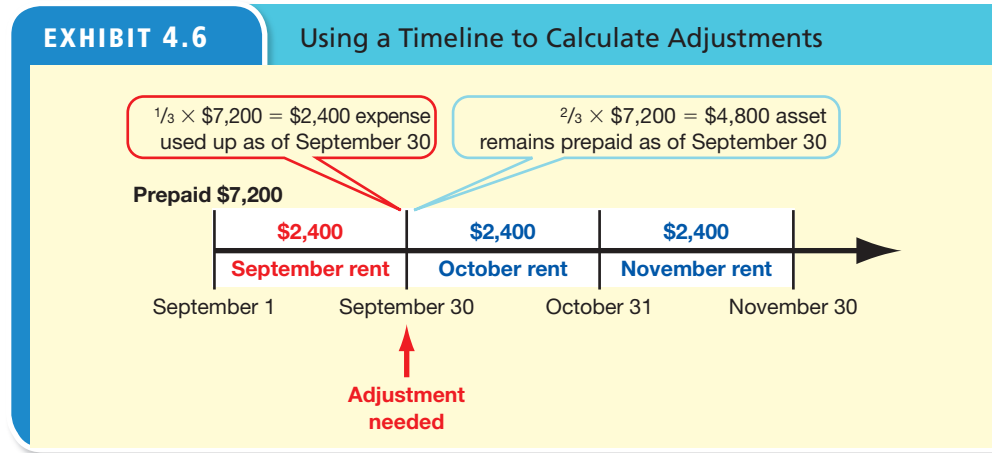 EXHIBIT 4.6
Using a Timeline to Calculate Adjustments
1/3 × $7,200 = $2,400 expense
used up as of September 30
2/3 × $7,200 = $4,800 asset
remains prepaid as of September 30
Prepaid $7,200
$2,400 $2,400 $2,400
September rent October rent November rent
September 1 September 30 October 31 November 30
Adjustment
needed